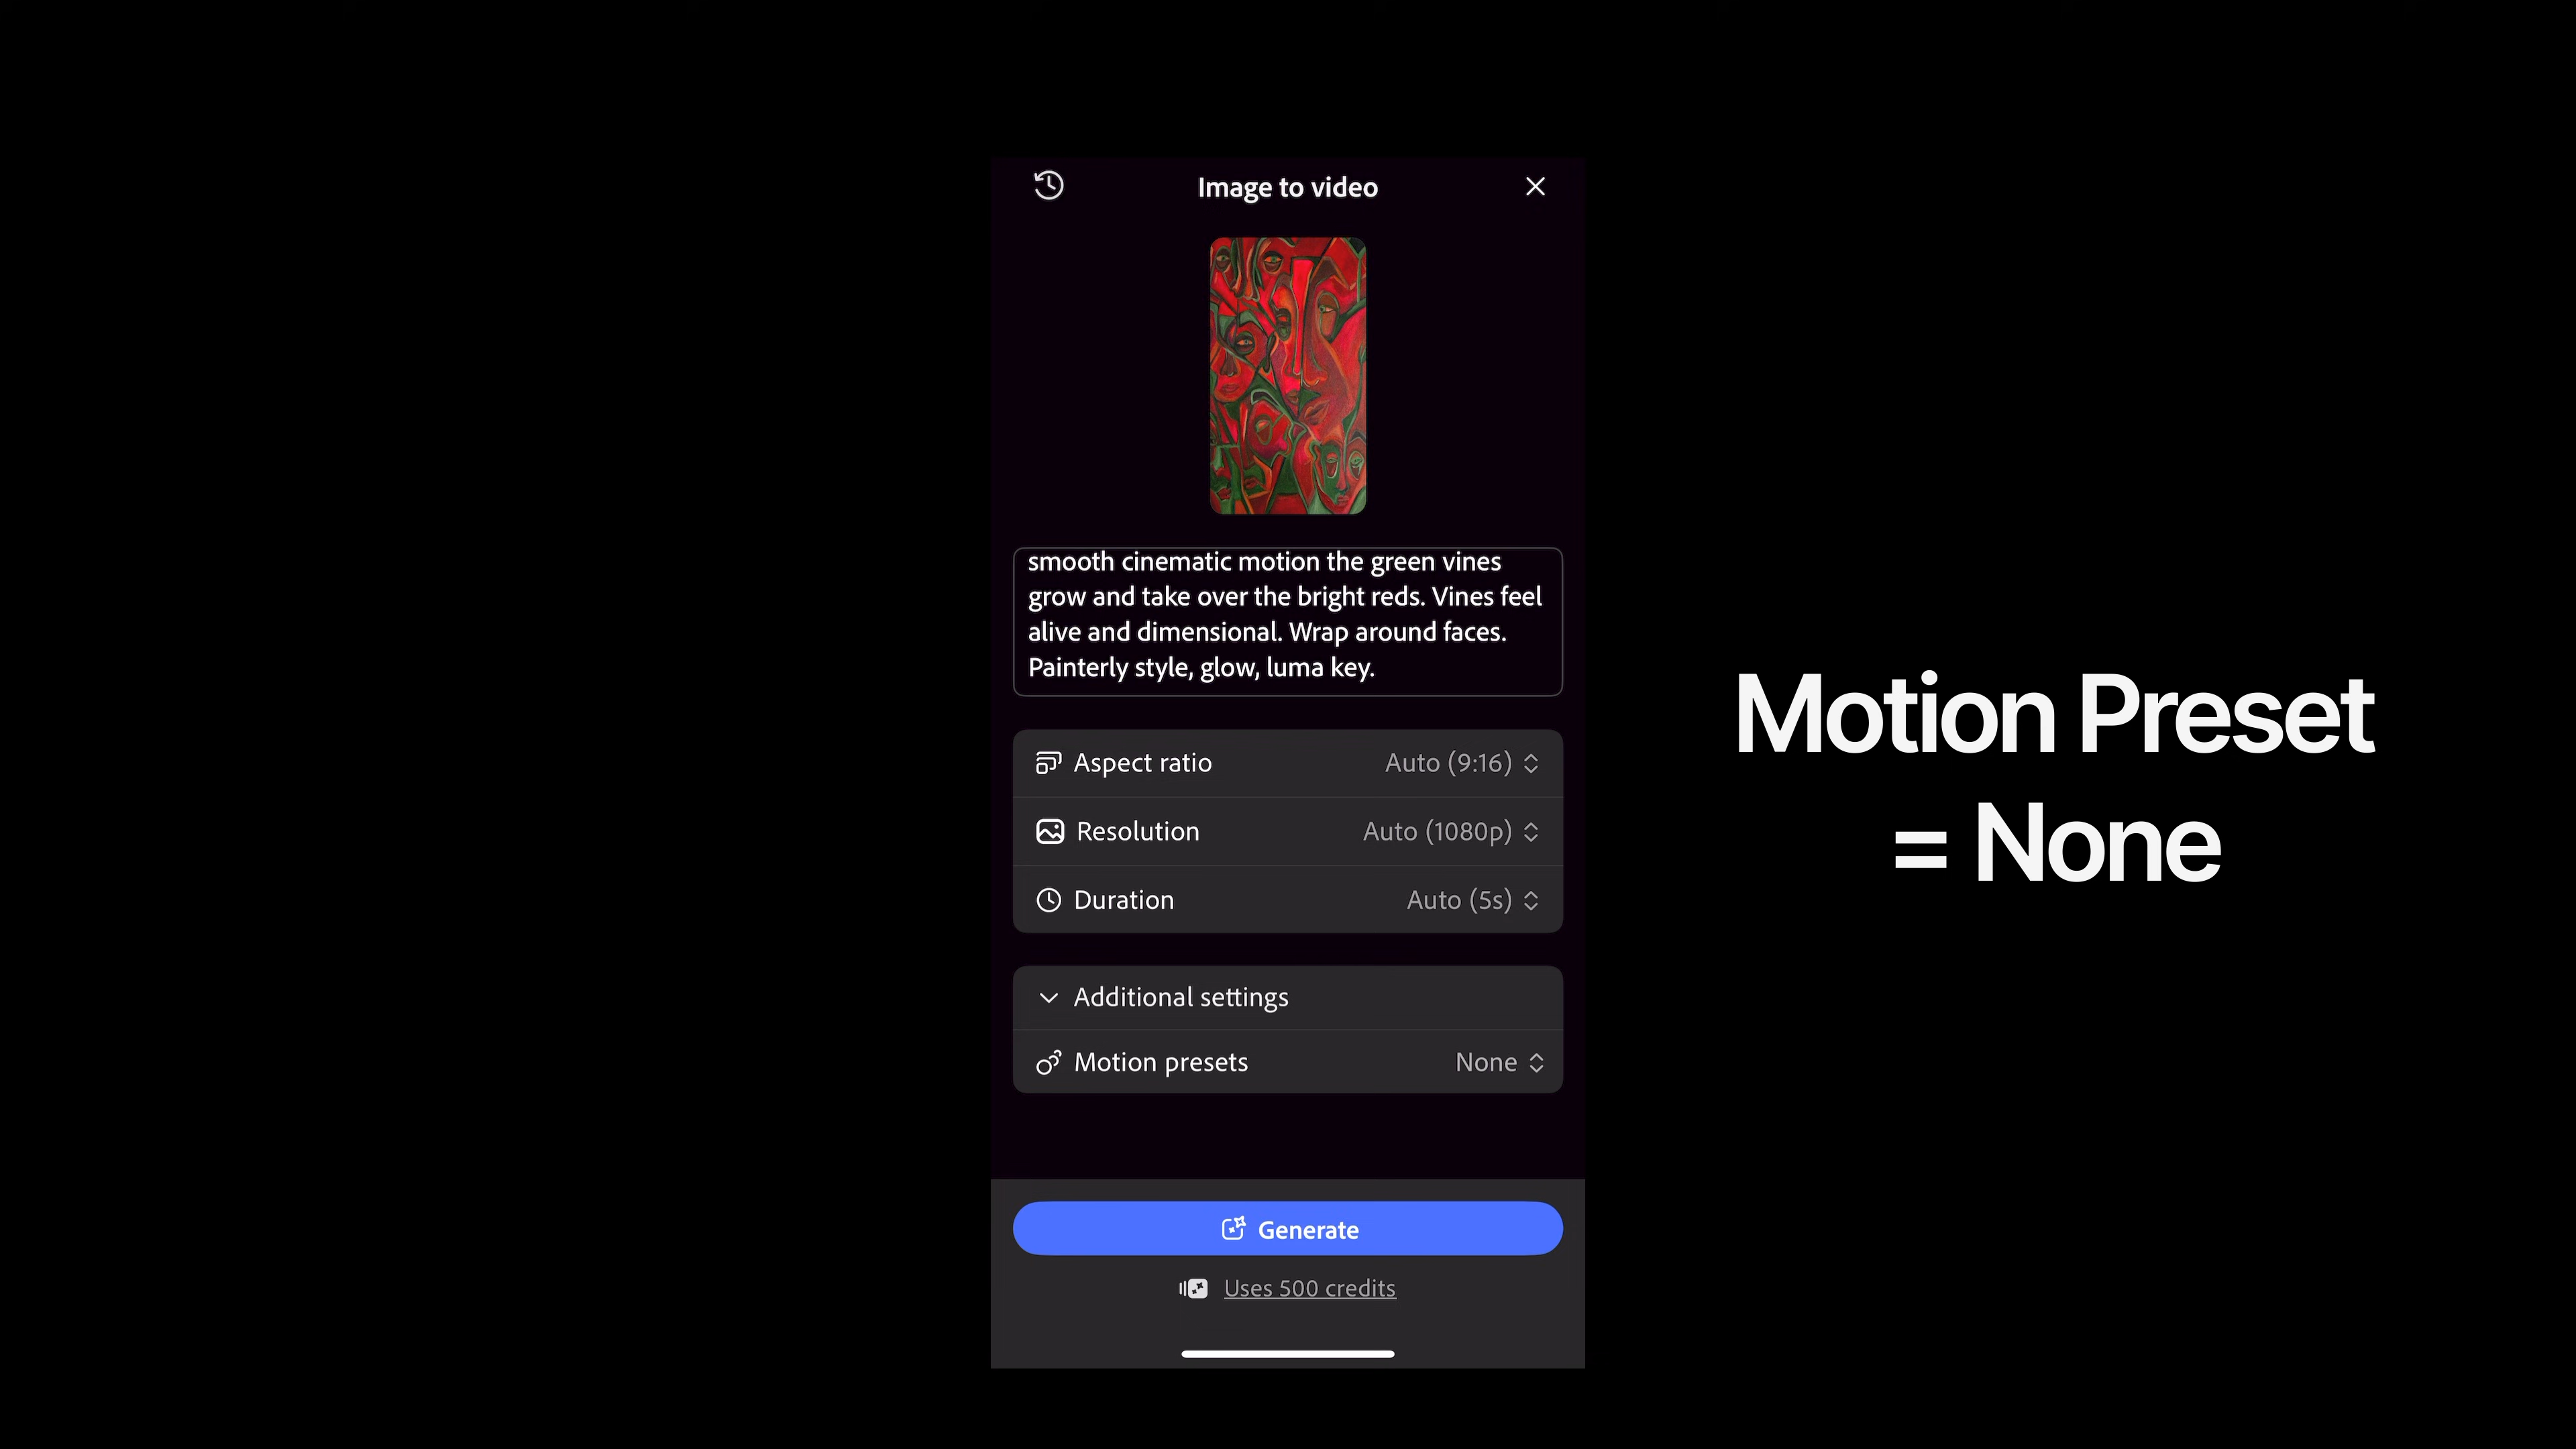 Image to video
smooth cinematic motion the green vines
grow and take over the bright reds. Vines feel
alive and dimensional. Wrap around faces.
Painterly style, glow, luma key.
Aspect ratio Auto (9:16)
Resolution Auto (1080p)
Duration Auto (5s)
Additional settings
Motion presets None
Generate
Uses 500 credits
Motion Preset
= None